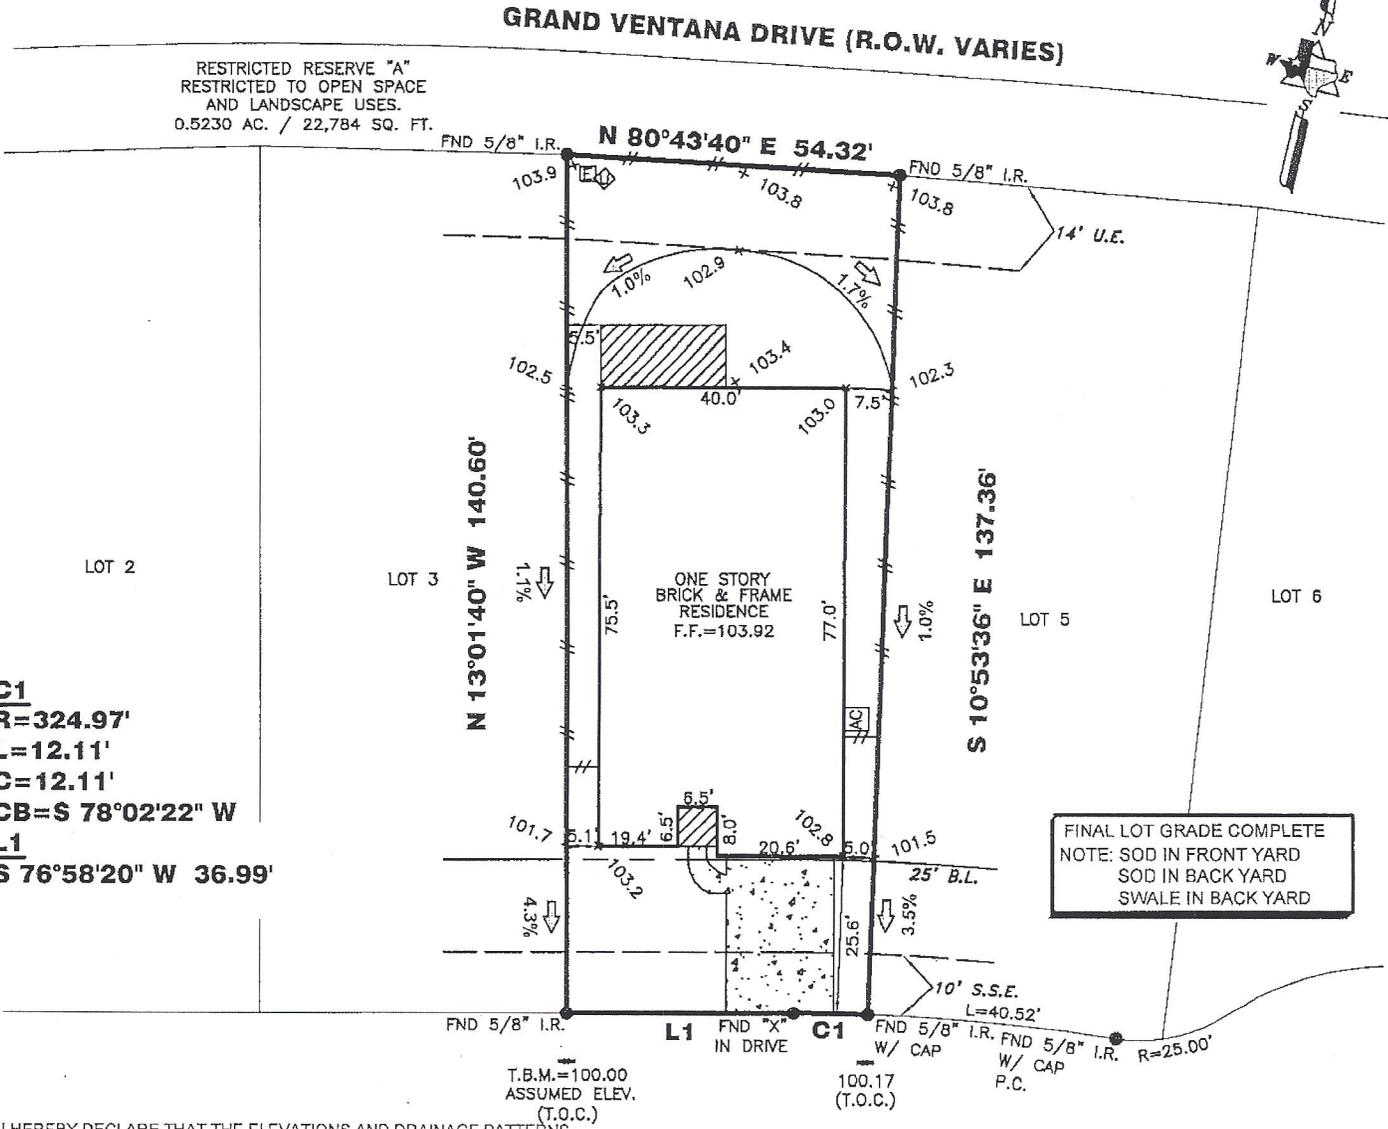 GRAND VENTANA DRIVE (R.O.W. VARIES)
N
W
E
S
RESTRICTED RESERVE "A"
RESTRICTED TO OPEN SPACE
AND LANDSCAPE USES.
0.5230 AC. / 22,784 SQ. FT.
FND 5/8" I.R.
N 80°43'40" E 54.32'
FND 5/8" I.R.
103.9
E
103.8
103.8
14' U.E.
1.0%
102.9
1.7%
5.5'
102.5
103.4
102.3
40.0'
7.5'
103.3
103.0
N 13°01'40" W 140.60'
S 10°53'36" E 137.36'
LOT 2
LOT 3
1.1%
75.5'
ONE STORY
BRICK & FRAME
RESIDENCE
F.F.=103.92
77.0'
1.0%
LOT 5
LOT 6
C1
R=324.97'
L=12.11'
C=12.11'
CB=S 78°02'22" W
L1
S 76°58'20" W 36.99'
AC
101.7
5.1'
19.4'
6.5'
6.5'
8.0'
102.8
20.6'
5.0'
101.5
103.2
25' B.L.
FINAL LOT GRADE COMPLETE
NOTE: SOD IN FRONT YARD
SOD IN BACK YARD
SWALE IN BACK YARD
4.3%
25.6'
3.5%
10' S.S.E.
L=40.52'
FND 5/8" I.R.
L1
FND "X"
IN DRIVE
C1
FND 5/8" I.R.
W/ CAP
FND 5/8" I.R.
W/ CAP
P.C.
R=25.00'
T.B.M.=100.00
ASSUMED ELEV.
(T.O.C.)
100.17
(T.O.C.)
I HEREBY DECLARE THAT THE ELEVATIONS AND DRAINAGE PATTERNS